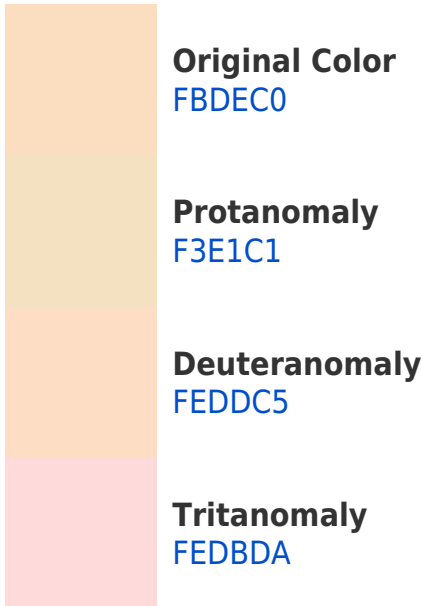 Original Color
FBDEC0
Protanomaly
F3E1C1
Deuteranomaly
FEDDC5
Tritanomaly
FEDBDA